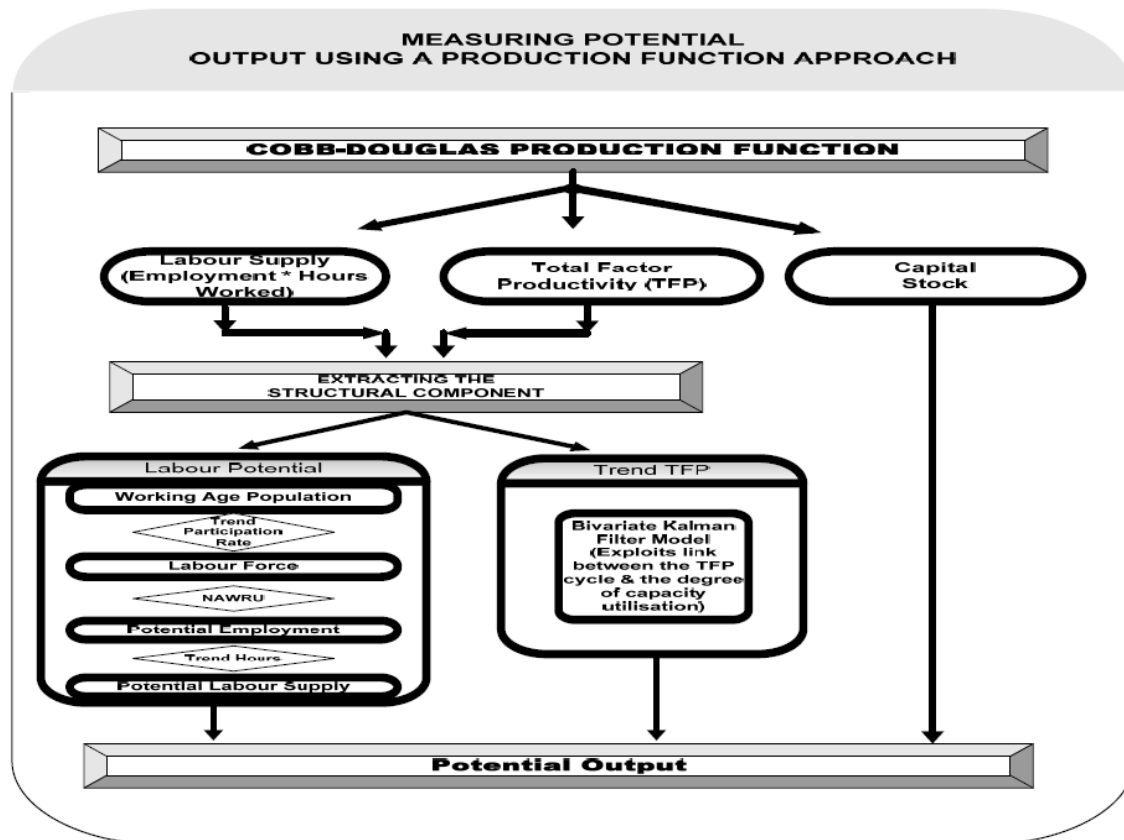 MEASURING POTENTIAL
OUTPUT USING A PRODUCTION FUNCTION APPROACH
COBB-DOUGLAS PRODUCTION FUNCTION
Labour Supply
(Employment * Hours
Worked)
Total Factor
Productivity (TFP)
Capital
Stock
EXTRACTING THE
STRUCTURAL COMPONENT
Labour Potential
Working Age Population
Trend
Participation
Rate
Labour Force
NAWRU
Potential Employment
Trend Hours
Potential Labour Supply
Trend TFP
Bivariate Kalman
Filter Model
(Exploits link
between the TFP
cycle & the degree
of capacity
utilisation)
Potential Output